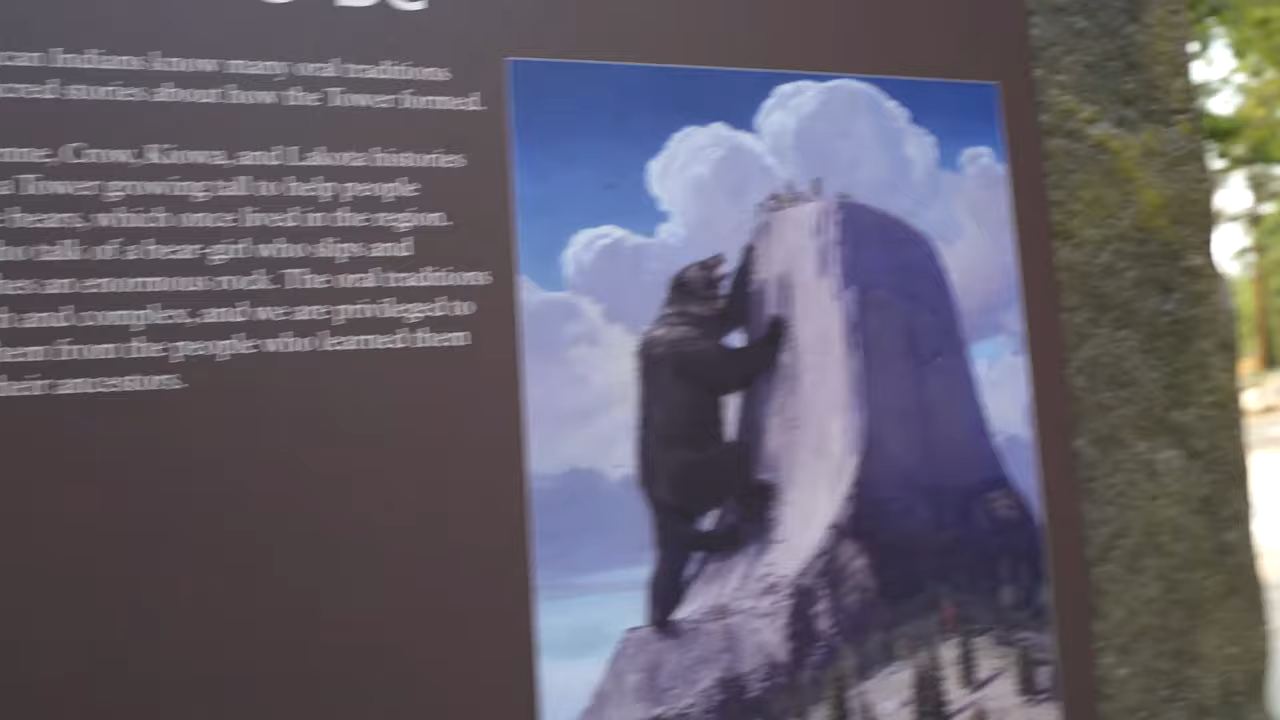 can Indians know many oral traditions
cred stories about how the Tower formed.
me, Crow, Kiowa, and Lakota histories
a Tower growing tall to help people
bears, which once lived in the region.
talk of a bear-girl who slips and
hes an enormous rock. The oral traditions
and complex, and we are privileged to
hear from the people who learned them
heir ancestors.